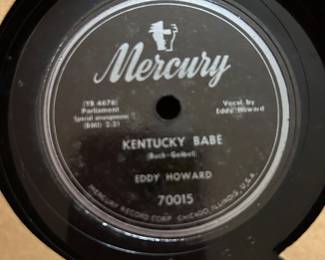 Mercury
(YB 4676)
Parliament
Special arrangement
(BMI) 2:21
Vocal by
Eddy Howard
KENTUCKY BABE
(Buck-Geibel)
EDDY HOWARD
70015
MERCURY RECORD CORP. CHICAGO, ILLINOIS, U.S.A.